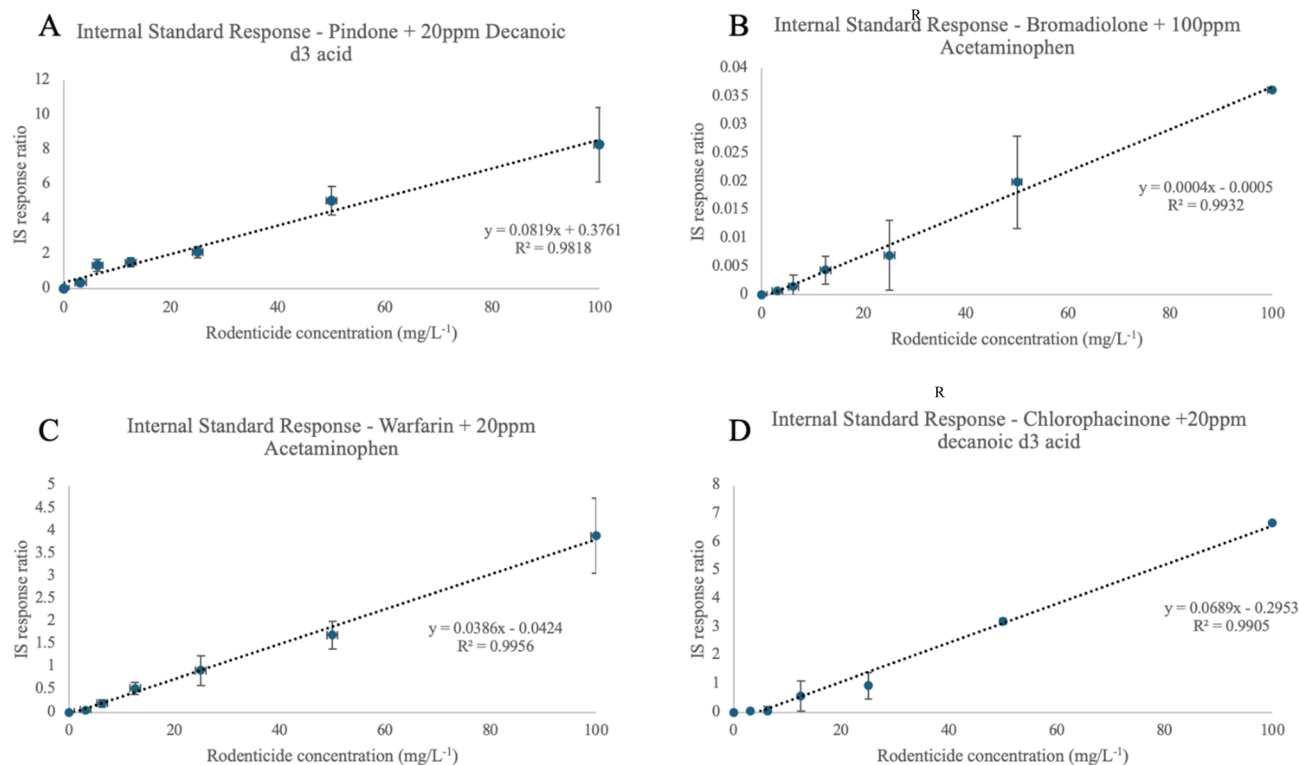 A
Internal Standard Response - Pindone + 20ppm Decanoic
d3 acid
12
10
8
6
4
2
0
0 20 40 60 80 100
IS response ratio
y = 0.0819x + 0.3761
R² = 0.9818
Rodenticide concentration (mg/L⁻¹)
R
B
Internal Standard Response - Bromadiolone + 100ppm
Acetaminophen
0.04
0.035
0.03
0.025
0.02
0.015
0.01
0.005
0
0 20 40 60 80 100
IS response ratio
y = 0.0004x - 0.0005
R² = 0.9932
Rodenticide concentration (mg/L⁻¹)
C
Internal Standard Response - Warfarin + 20ppm
Acetaminophen
5
4.5
4
3.5
3
2.5
2
1.5
1
0.5
0
0 20 40 60 80 100
IS response ratio
y = 0.0386x - 0.0424
R² = 0.9956
Rodenticide concentration (mg/L⁻¹)
R
D
Internal Standard Response - Chlorophacinone +20ppm
decanoic d3 acid
8
7
6
5
4
3
2
1
0
0 20 40 60 80 100
IS response ratio
y = 0.0689x - 0.2953
R² = 0.9905
Rodenticide concentration (mg/L⁻¹)